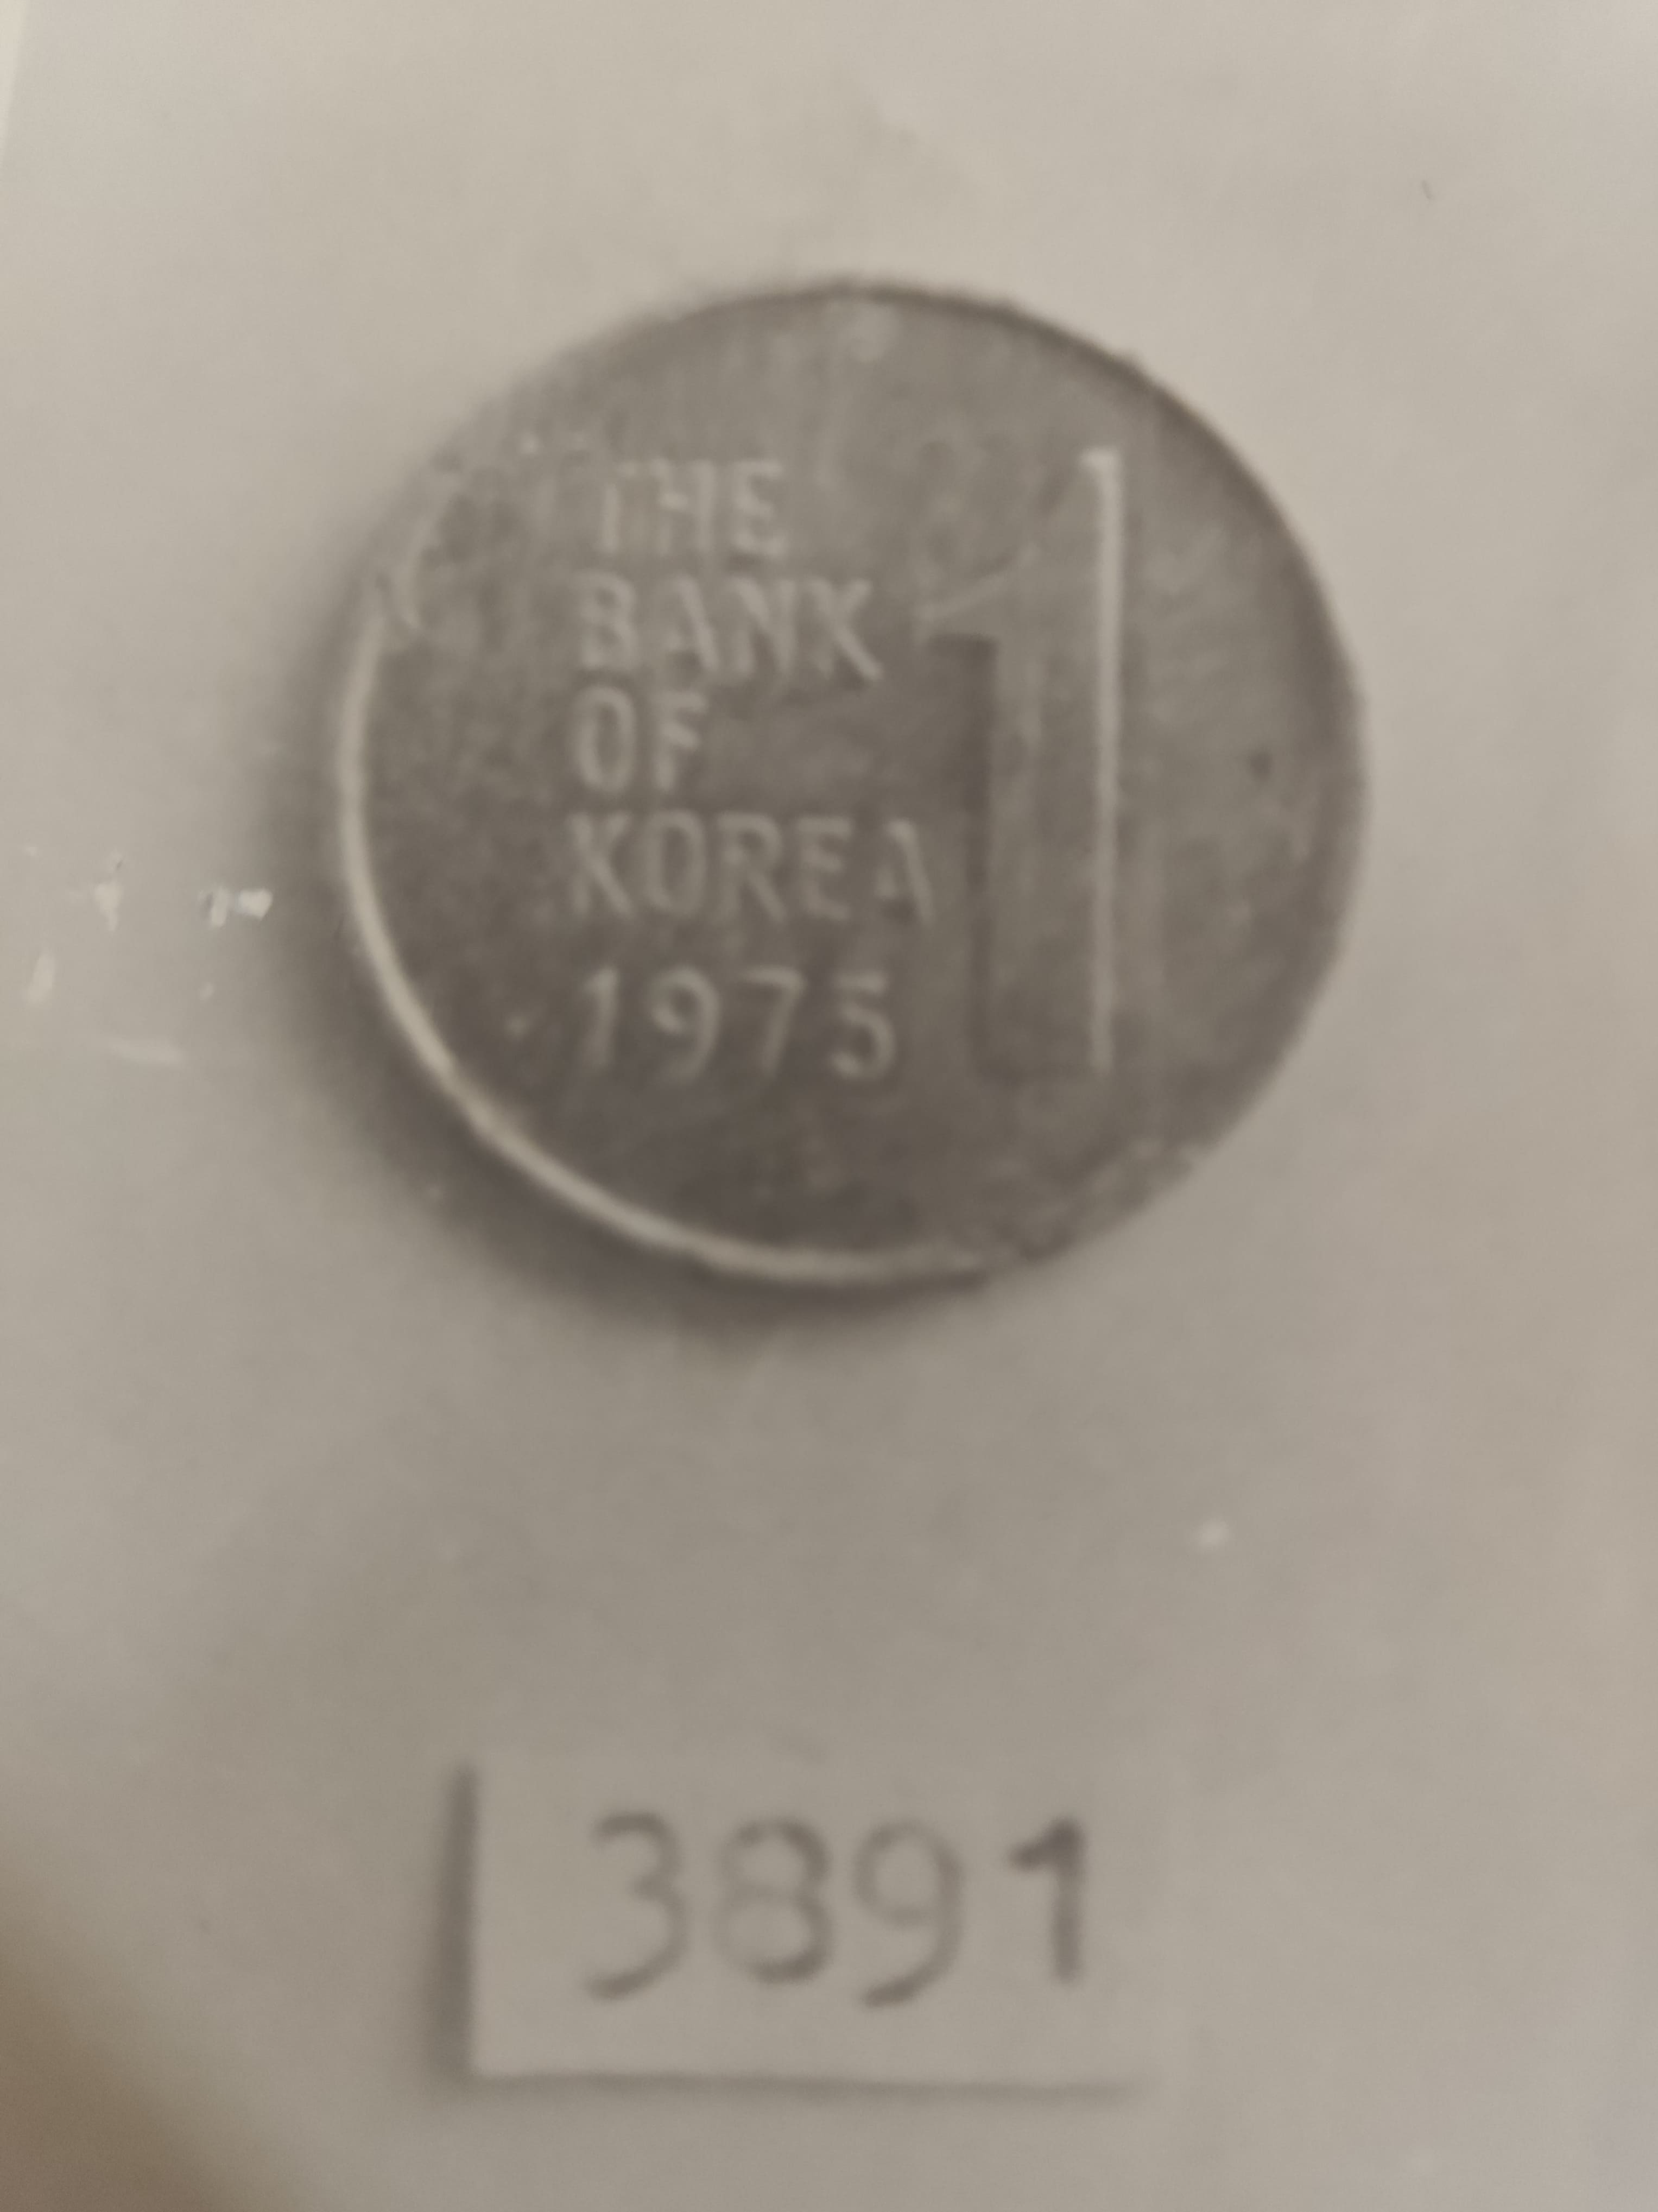 THE
BANK
OF
KOREA
1975
1
3891